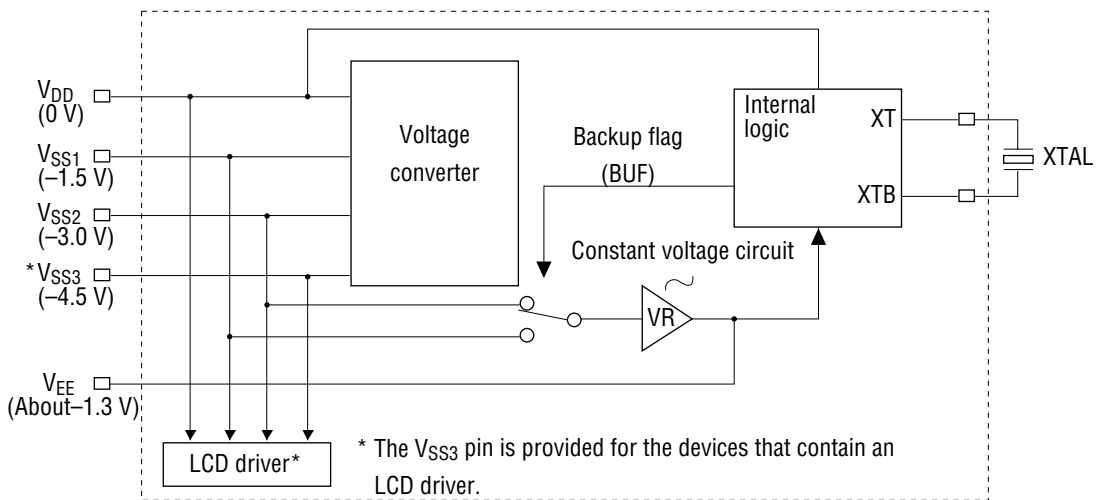 V_DD
(0 V)
V_SS1
(–1.5 V)
V_SS2
(–3.0 V)
*V_SS3
(–4.5 V)
V_EE
(About–1.3 V)
Voltage
converter
Backup flag
(BUF)
Internal
logic
XT
XTB
XTAL
Constant voltage circuit
VR
LCD driver*
* The V_SS3 pin is provided for the devices that contain an
LCD driver.